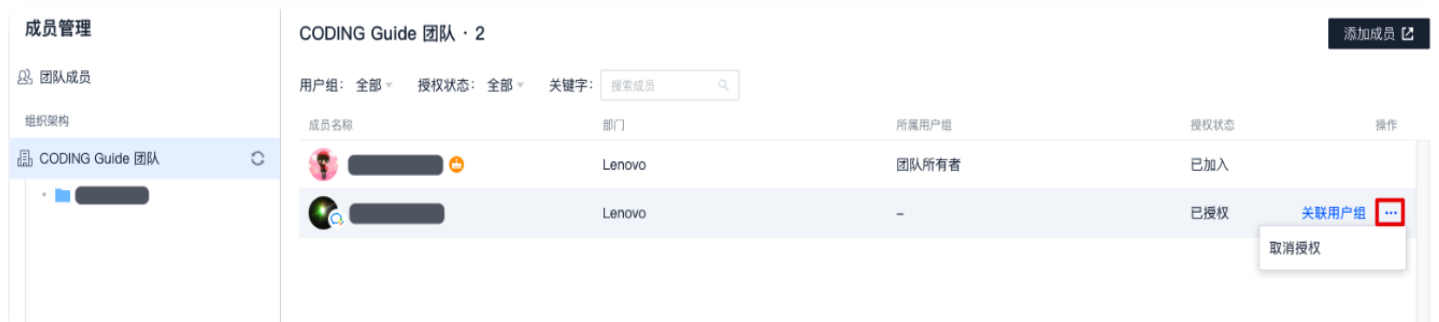 成员管理
团队成员
组织架构
CODING Guide 团队
CODING Guide 团队 · 2
添加成员
用户组： 全部 授权状态： 全部 关键字： 搜索成员
成员名称 部门 所属用户组 授权状态 操作
Lenovo 团队所有者 已加入
Lenovo – 已授权 关联用户组 ···
取消授权